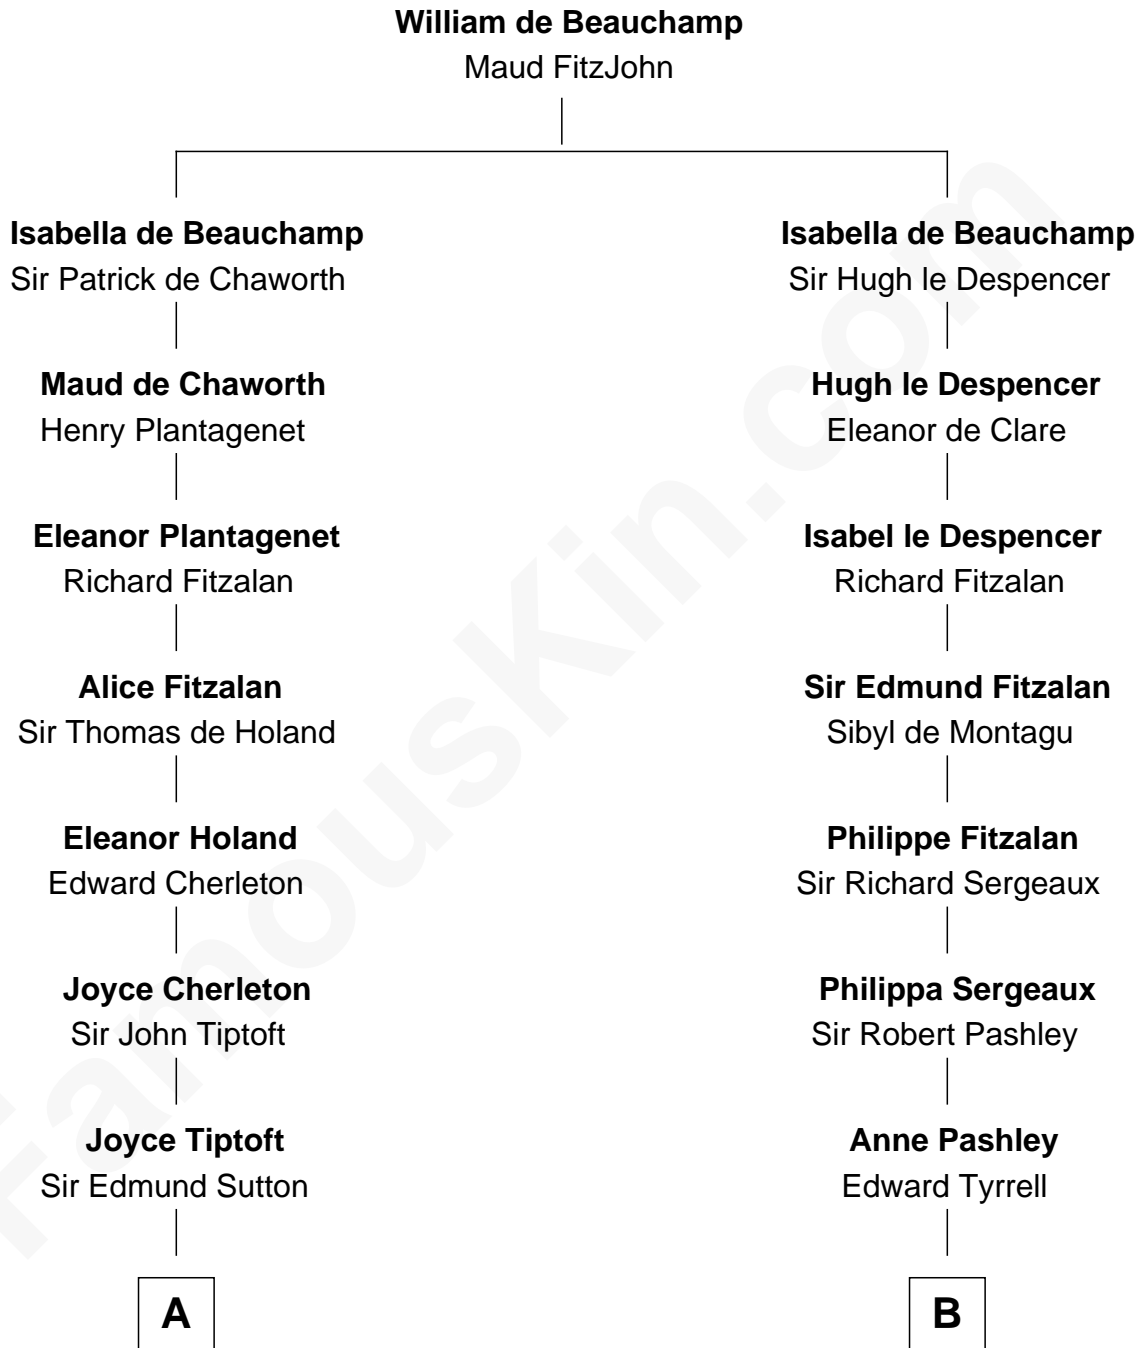 William de Beauchamp
Maud FitzJohn
Isabella de Beauchamp
Sir Patrick de Chaworth
Isabella de Beauchamp
Sir Hugh le Despencer
Maud de Chaworth
Henry Plantagenet
Hugh le Despencer
Eleanor de Clare
Eleanor Plantagenet
Richard Fitzalan
Isabel le Despencer
Richard Fitzalan
Alice Fitzalan
Sir Thomas de Holand
Sir Edmund Fitzalan
Sibyl de Montagu
Eleanor Holand
Edward Cherleton
Philippe Fitzalan
Sir Richard Sergeaux
Joyce Cherleton
Sir John Tiptoft
Philippa Sergeaux
Sir Robert Pashley
Joyce Tiptoft
Sir Edmund Sutton
Anne Pashley
Edward Tyrrell
A
B
FamousKin.com